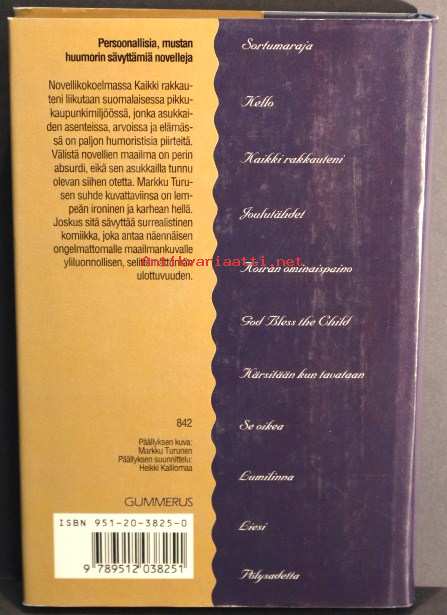 Persoonallisia, mustan
huumorin sävyttämiä novelleja
Novellikokoelmassa Kaikki rakkau-
teni liikutaan suomalaisessa pikku-
kaupunkimiljöössä, jonka asukkai-
den asenteissa, arvoissa ja elämäs-
sä on paljon humoristisia piirteitä.
Välistä novellien maailma on perin
absurdi, eikä sen asukkailla tunnu
olevan siihen otetta. Markku Turu-
sen suhde kuvattaviinsa on lem-
peän ironinen ja karhean hellä.
Joskus sitä sävyttää surrealistinen
komiikka, joka antaa näennäisen
ongelmattomalle maailmankuvalle
yliluonnollisen, selittämättömän
ulottuvuuden.
842
Päällyksen kuva:
Markku Turunen
Päällyksen suunnittelu:
Heikki Kalliomaa
GUMMERUS
ISBN 951-20-3825-0
9 789512 038251
Sortumaraja
Kello
Kaikki rakkauteni
Joulutähdet
Koiran ominaispaino
God Bless the Child
Kärsitään kun tavataan
Se oikea
Lumilinna
Liesi
Pölysadetta
Antikvariaatti.net